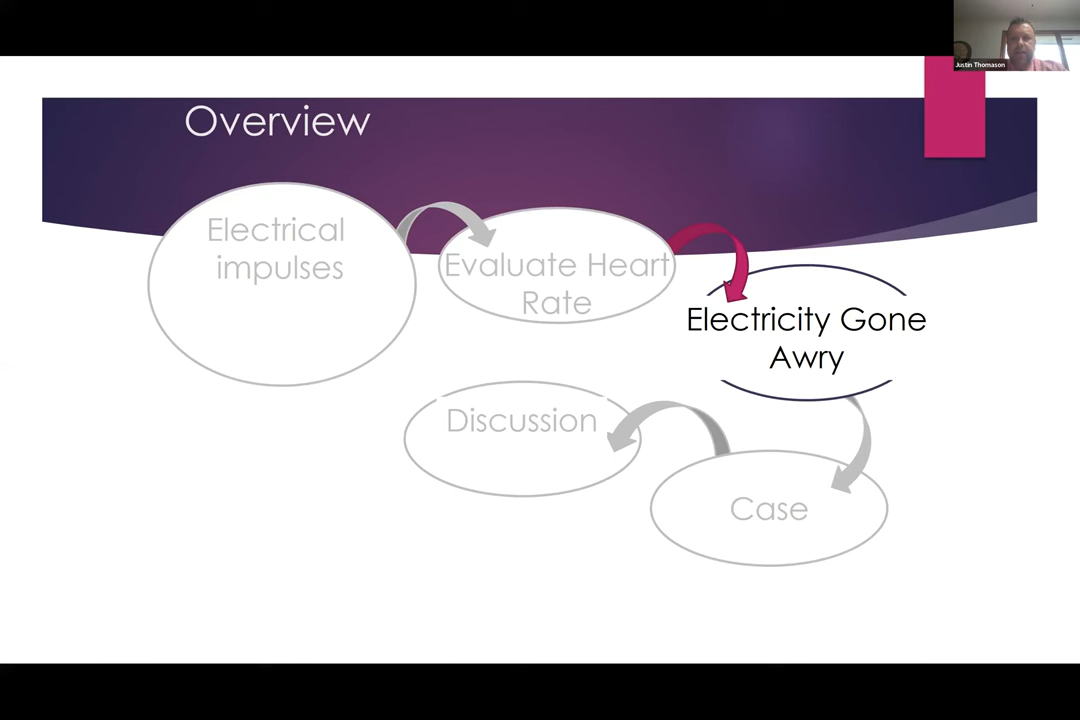 Justin Thomason
Overview
Electrical
impulses
Evaluate Heart
Rate
Electricity Gone
Awry
Discussion
Case